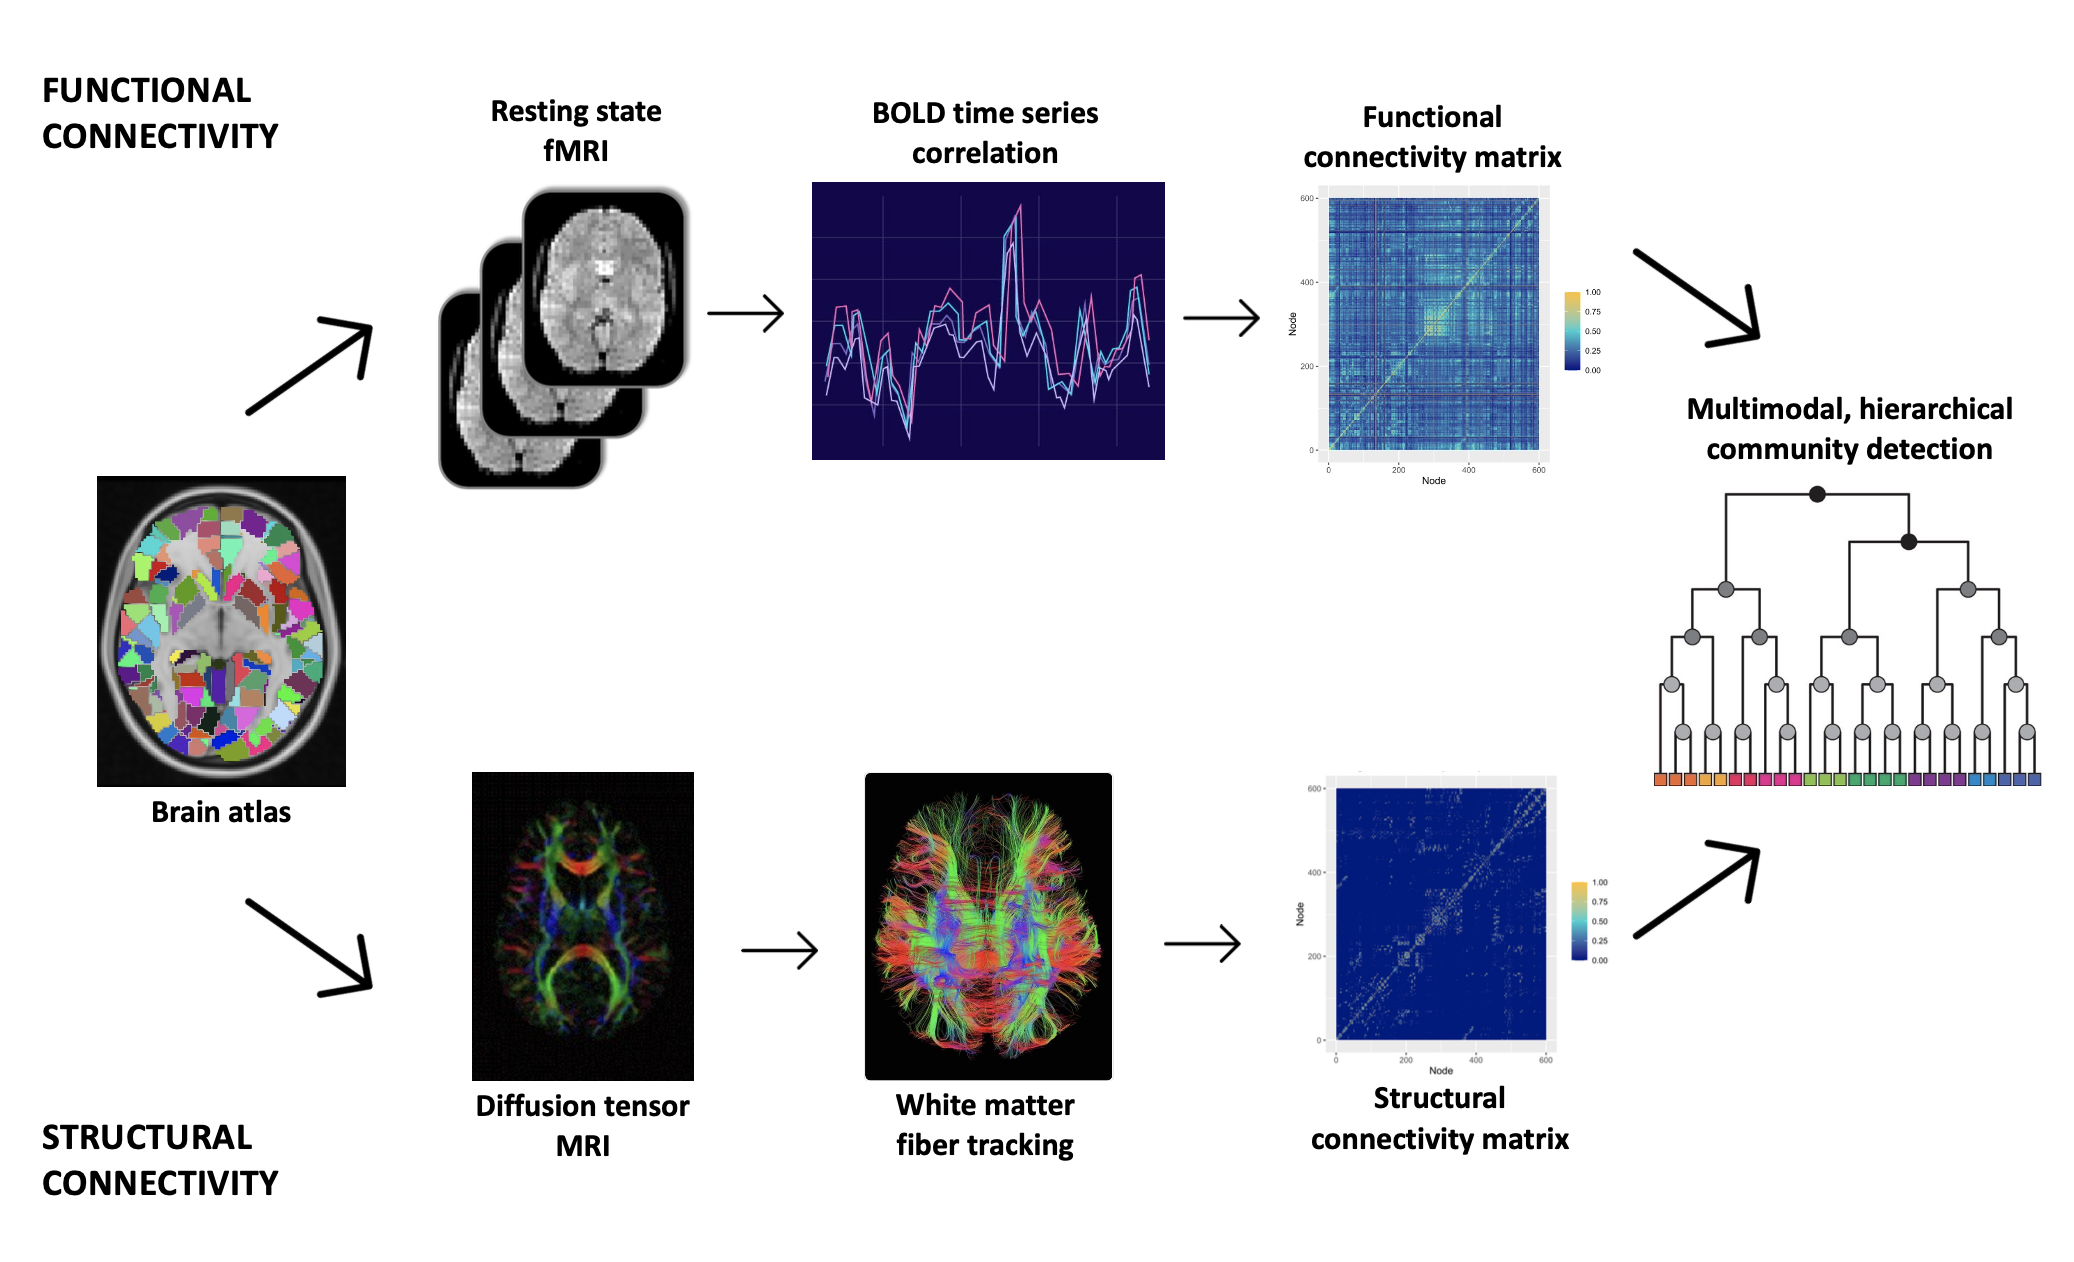 FUNCTIONAL
CONNECTIVITY
Resting state
fMRI
BOLD time series
correlation
Functional
connectivity matrix
600
400
200
0
Node
0 200 400 600
Node
1.00
0.75
0.50
0.25
0.00
Multimodal, hierarchical
community detection
Brain atlas
STRUCTURAL
CONNECTIVITY
Diffusion tensor
MRI
White matter
fiber tracking
600
400
200
0
Node
0 200 400 600
Node
1.00
0.75
0.50
0.25
0.00
Structural
connectivity matrix